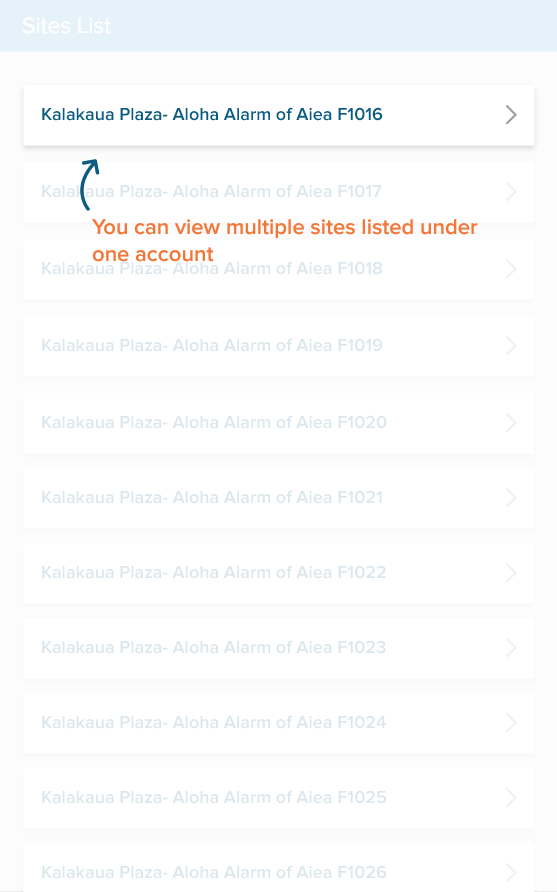 Sites List
Kalakaua Plaza- Aloha Alarm of Aiea F1016
Kalakaua Plaza- Aloha Alarm of Aiea F1017
You can view multiple sites listed under
one account
Kalakaua Plaza- Aloha Alarm of Aiea F1018
Kalakaua Plaza- Aloha Alarm of Aiea F1019
Kalakaua Plaza- Aloha Alarm of Aiea F1020
Kalakaua Plaza- Aloha Alarm of Aiea F1021
Kalakaua Plaza- Aloha Alarm of Aiea F1022
Kalakaua Plaza- Aloha Alarm of Aiea F1023
Kalakaua Plaza- Aloha Alarm of Aiea F1024
Kalakaua Plaza- Aloha Alarm of Aiea F1025
Kalakaua Plaza- Aloha Alarm of Aiea F1026